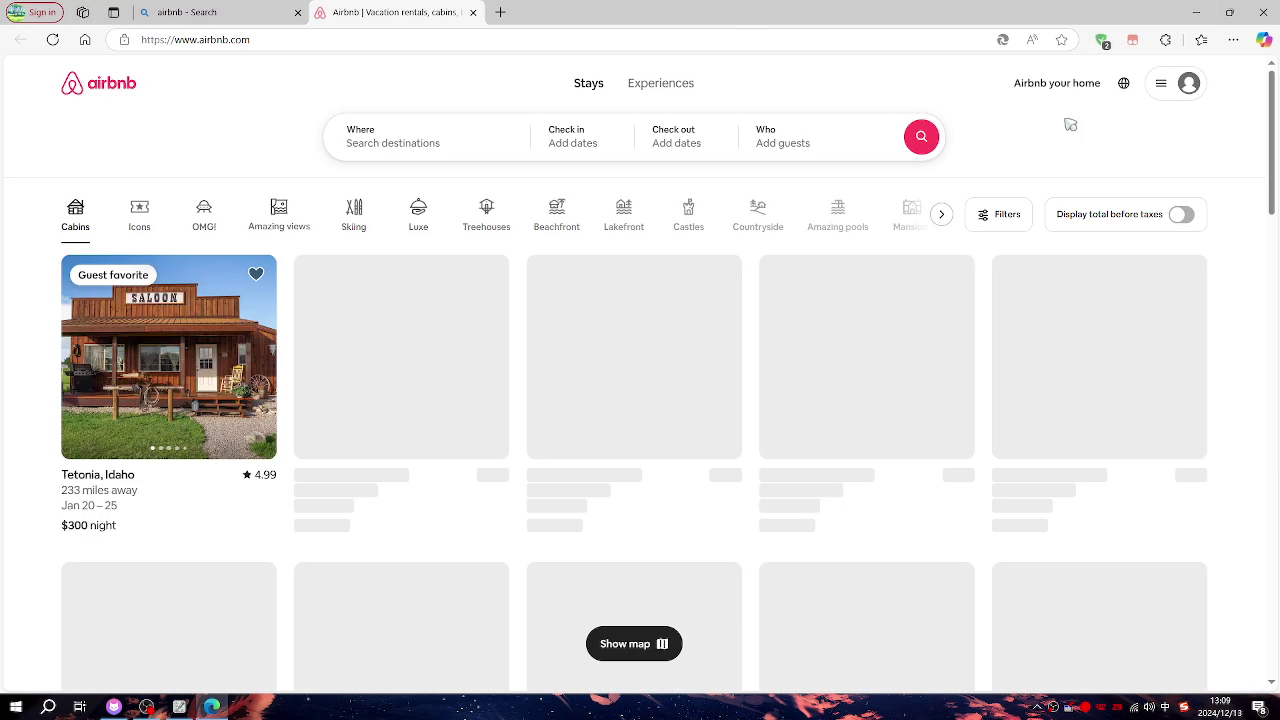 Sign in
airbnb - Search
Airbnb | Vacation rentals, cabins
https://www.airbnb.com
2
airbnb
Stays
Experiences
Airbnb your home
Where
Search destinations
Check in
Add dates
Check out
Add dates
Who
Add guests
Cabins
Icons
OMG!
Amazing views
Skiing
Luxe
Treehouses
Beachfront
Lakefront
Castles
Countryside
Amazing pools
Mansion
Filters
Display total before taxes
Guest favorite
SALOON
Tetonia, Idaho
4.99
233 miles away
Jan 20 – 25
$300 night
Show map
中
13:09
2024/12/13